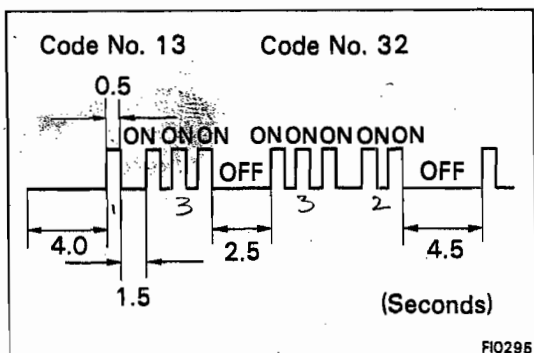 Code No. 13 Code No. 32
0.5
ON ON ON ON ON ON ON ON
OFF OFF
1 3 3 2
4.0 2.5 4.5
1.5
(Seconds)
FI0295